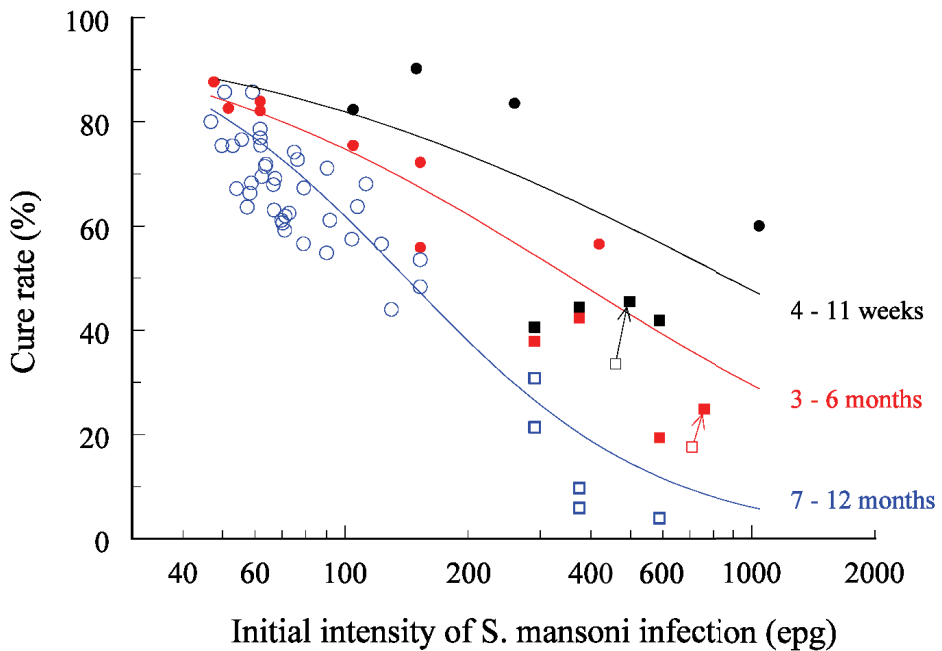 100
80
60
40
20
0
Cure rate (%)
4 - 11 weeks
3 - 6 months
7 - 12 months
40 60 100 200 400 600 1000 2000
Initial intensity of S. mansoni infection (epg)